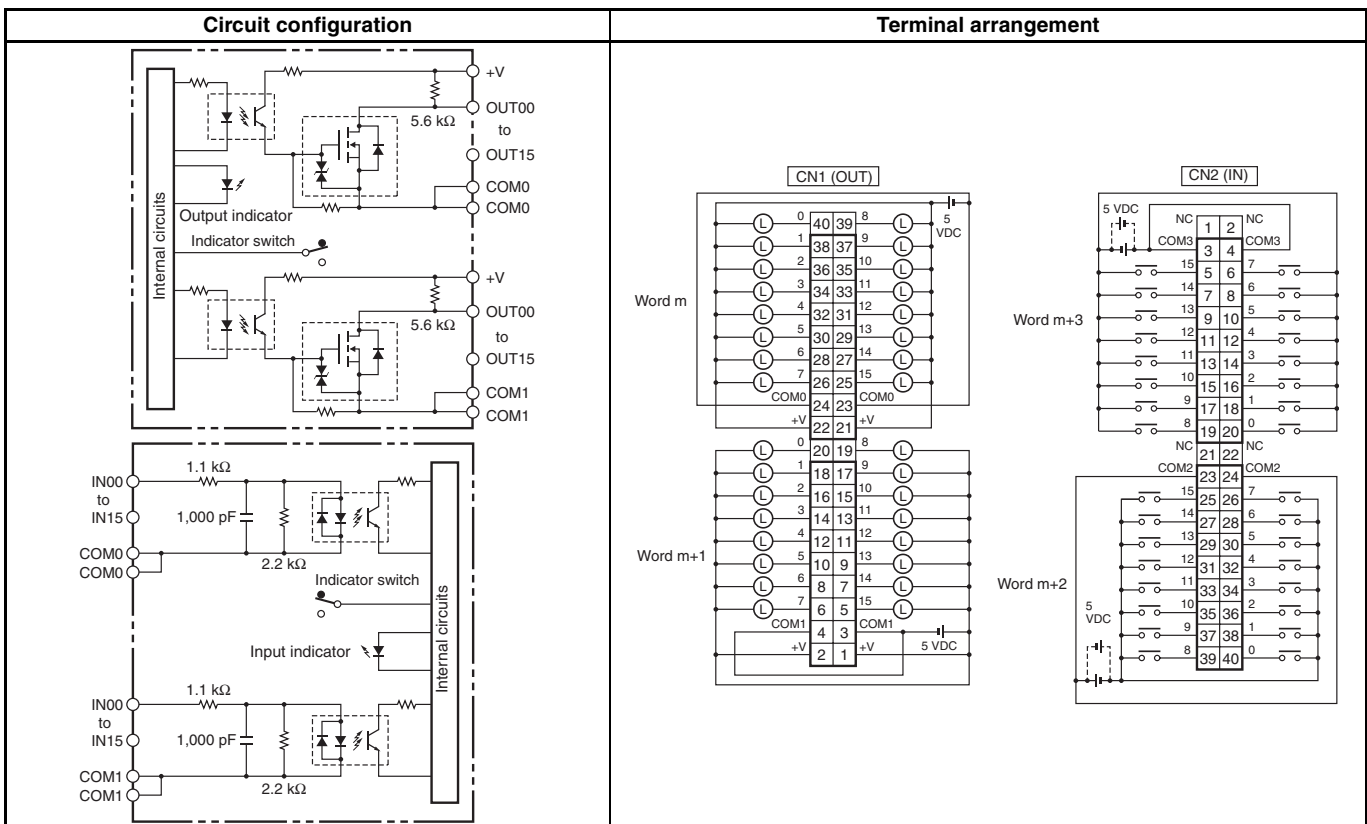 Circuit configuration
Terminal arrangement
+V
OUT00
5.6 kΩ
to
OUT15
COM0
COM0
Output indicator
Indicator switch
Internal circuits
+V
OUT00
5.6 kΩ
to
OUT15
COM1
COM1
IN00
to
IN15
1.1 kΩ
1,000 pF
2.2 kΩ
COM0
COM0
Indicator switch
Input indicator
Internal circuits
IN00
to
IN15
1.1 kΩ
1,000 pF
2.2 kΩ
COM1
COM1
CN1 (OUT)
5
VDC
Word m
L 0 40 39 8 L
L 1 38 37 9 L
L 2 36 35 10 L
L 3 34 33 11 L
L 4 32 31 12 L
L 5 30 29 13 L
L 6 28 27 14 L
L 7 26 25 15 L
COM0 24 23 COM0
+V 22 21 +V
Word m+1
L 0 20 19 8 L
L 1 18 17 9 L
L 2 16 15 10 L
L 3 14 13 11 L
L 4 12 11 12 L
L 5 10 9 13 L
L 6 8 7 14 L
L 7 6 5 15 L
COM1 4 3 COM1
+V 2 1 +V
5 VDC
CN2 (IN)
5 VDC
NC 1 2 NC
COM3 3 4 COM3
Word m+3
15 5 6 7
14 7 8 6
13 9 10 5
12 11 12 4
11 13 14 3
10 15 16 2
9 17 18 1
8 19 20 0
NC 21 22 NC
COM2 23 24 COM2
Word m+2
15 25 26 7
14 27 28 6
13 29 30 5
12 31 32 4
11 33 34 3
10 35 36 2
9 37 38 1
8 39 40 0
5
VDC